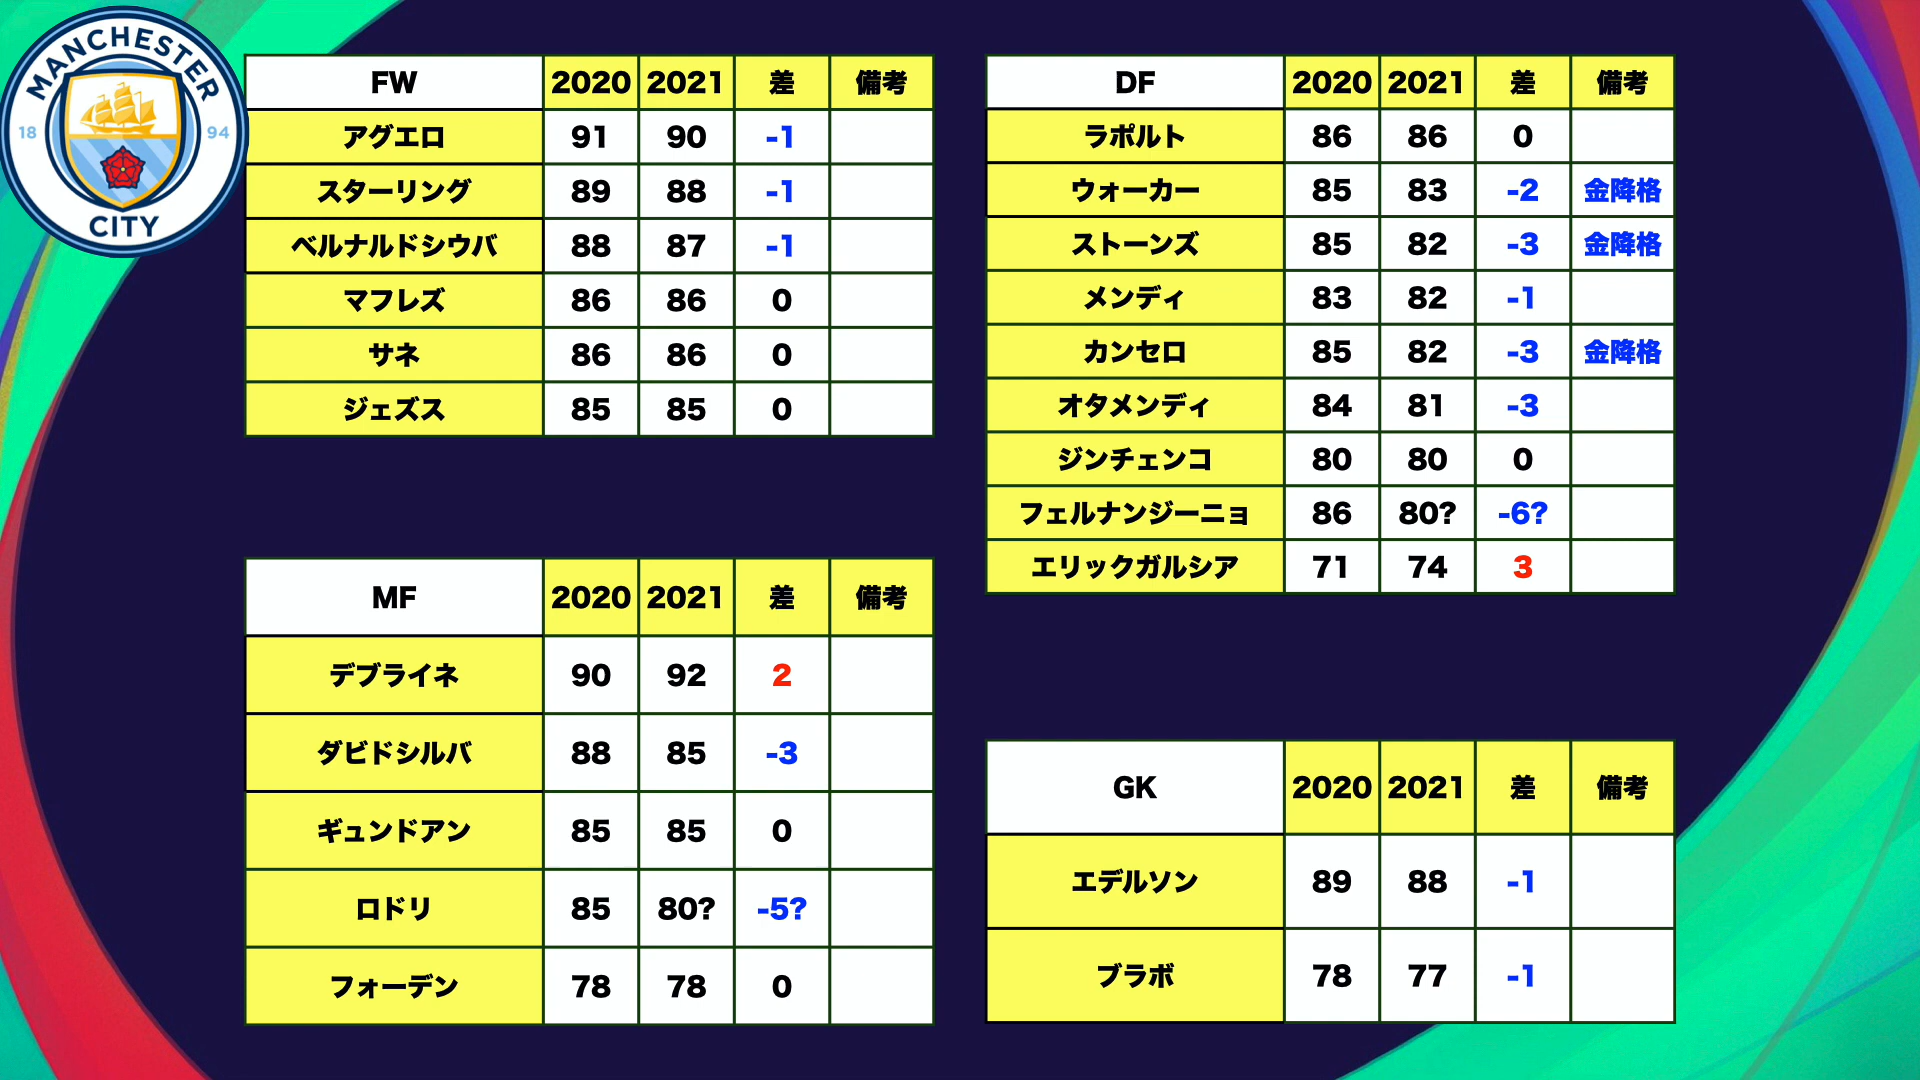 MANCHESTER
18 94
CITY
FW 2020 2021 差 備考
アグエロ 91 90 -1
スターリング 89 88 -1
ベルナルドシウバ 88 87 -1
マフレズ 86 86 0
サネ 86 86 0
ジェズス 85 85 0
MF 2020 2021 差 備考
デブライネ 90 92 2
ダビドシルバ 88 85 -3
ギュンドアン 85 85 0
ロドリ 85 80? -5?
フォーデン 78 78 0
DF 2020 2021 差 備考
ラポルト 86 86 0
ウォーカー 85 83 -2 金降格
ストーンズ 85 82 -3 金降格
メンディ 83 82 -1
カンセロ 85 82 -3 金降格
オタメンディ 84 81 -3
ジンチェンコ 80 80 0
フェルナンジーニョ 86 80? -6?
エリックガルシア 71 74 3
GK 2020 2021 差 備考
エデルソン 89 88 -1
ブラボ 78 77 -1